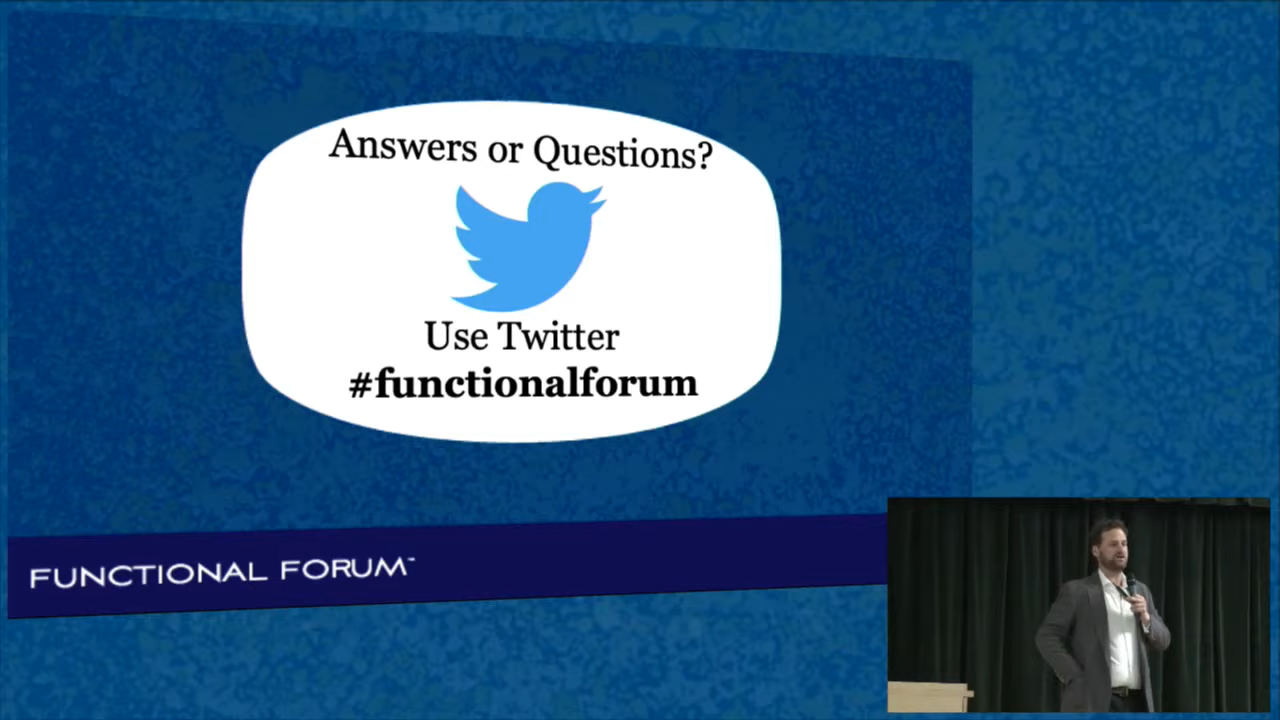 Answers or Questions?
Use Twitter
#functionalforum
FUNCTIONAL FORUM™